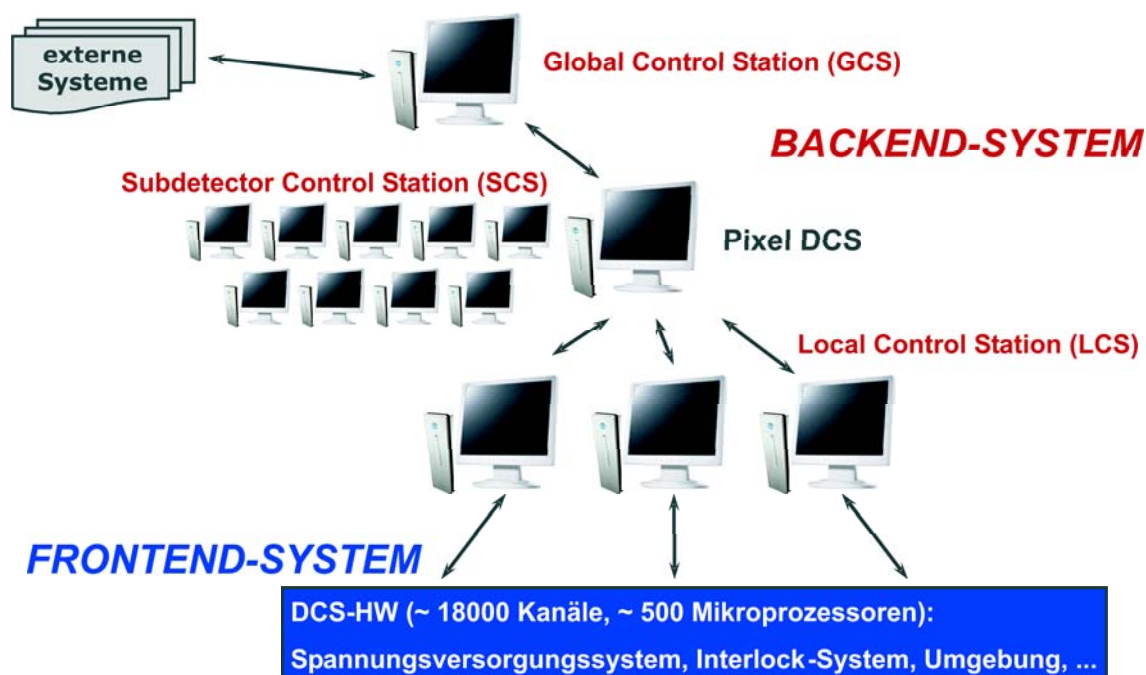 externe
Systeme
Global Control Station (GCS)
BACKEND-SYSTEM
Subdetector Control Station (SCS)
Pixel DCS
Local Control Station (LCS)
FRONTEND-SYSTEM
DCS-HW (~ 18000 Kanäle, ~ 500 Mikroprozessoren):
Spannungsversorgungssystem, Interlock-System, Umgebung, ...